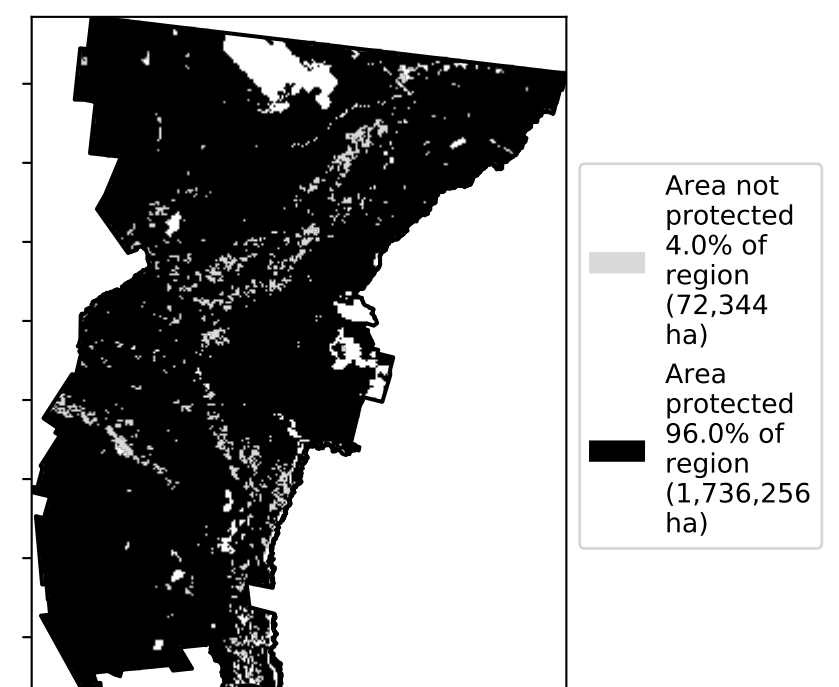 Area not
protected
4.0% of
region
(72,344
ha)
Area
protected
96.0% of
region
(1,736,256
ha)